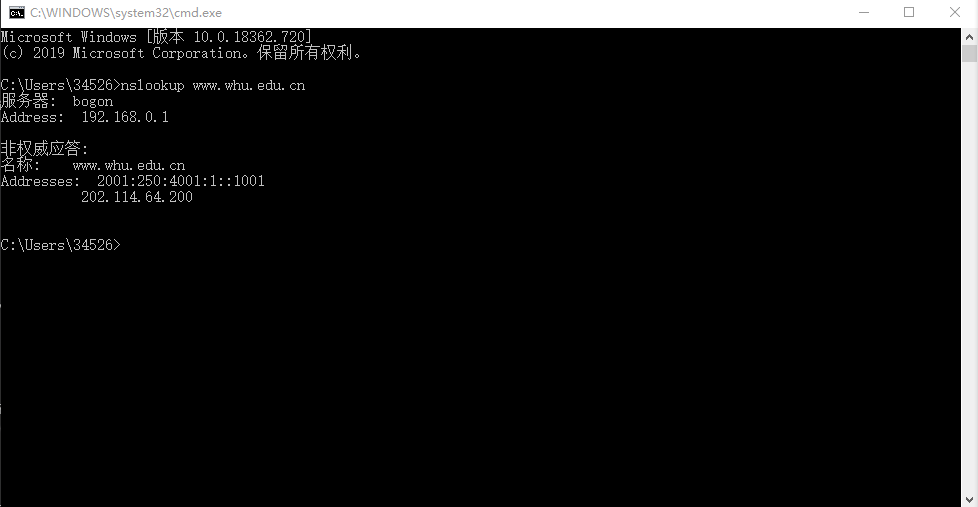 C:\WINDOWS\system32\cmd.exe
Microsoft Windows [版本 10.0.18362.720]
(c) 2019 Microsoft Corporation。保留所有权利。
C:\Users\34526>nslookup www.whu.edu.cn
服务器:  bogon
Address:  192.168.0.1
非权威应答:
名称:    www.whu.edu.cn
Addresses:  2001:250:4001:1::1001
202.114.64.200
C:\Users\34526>